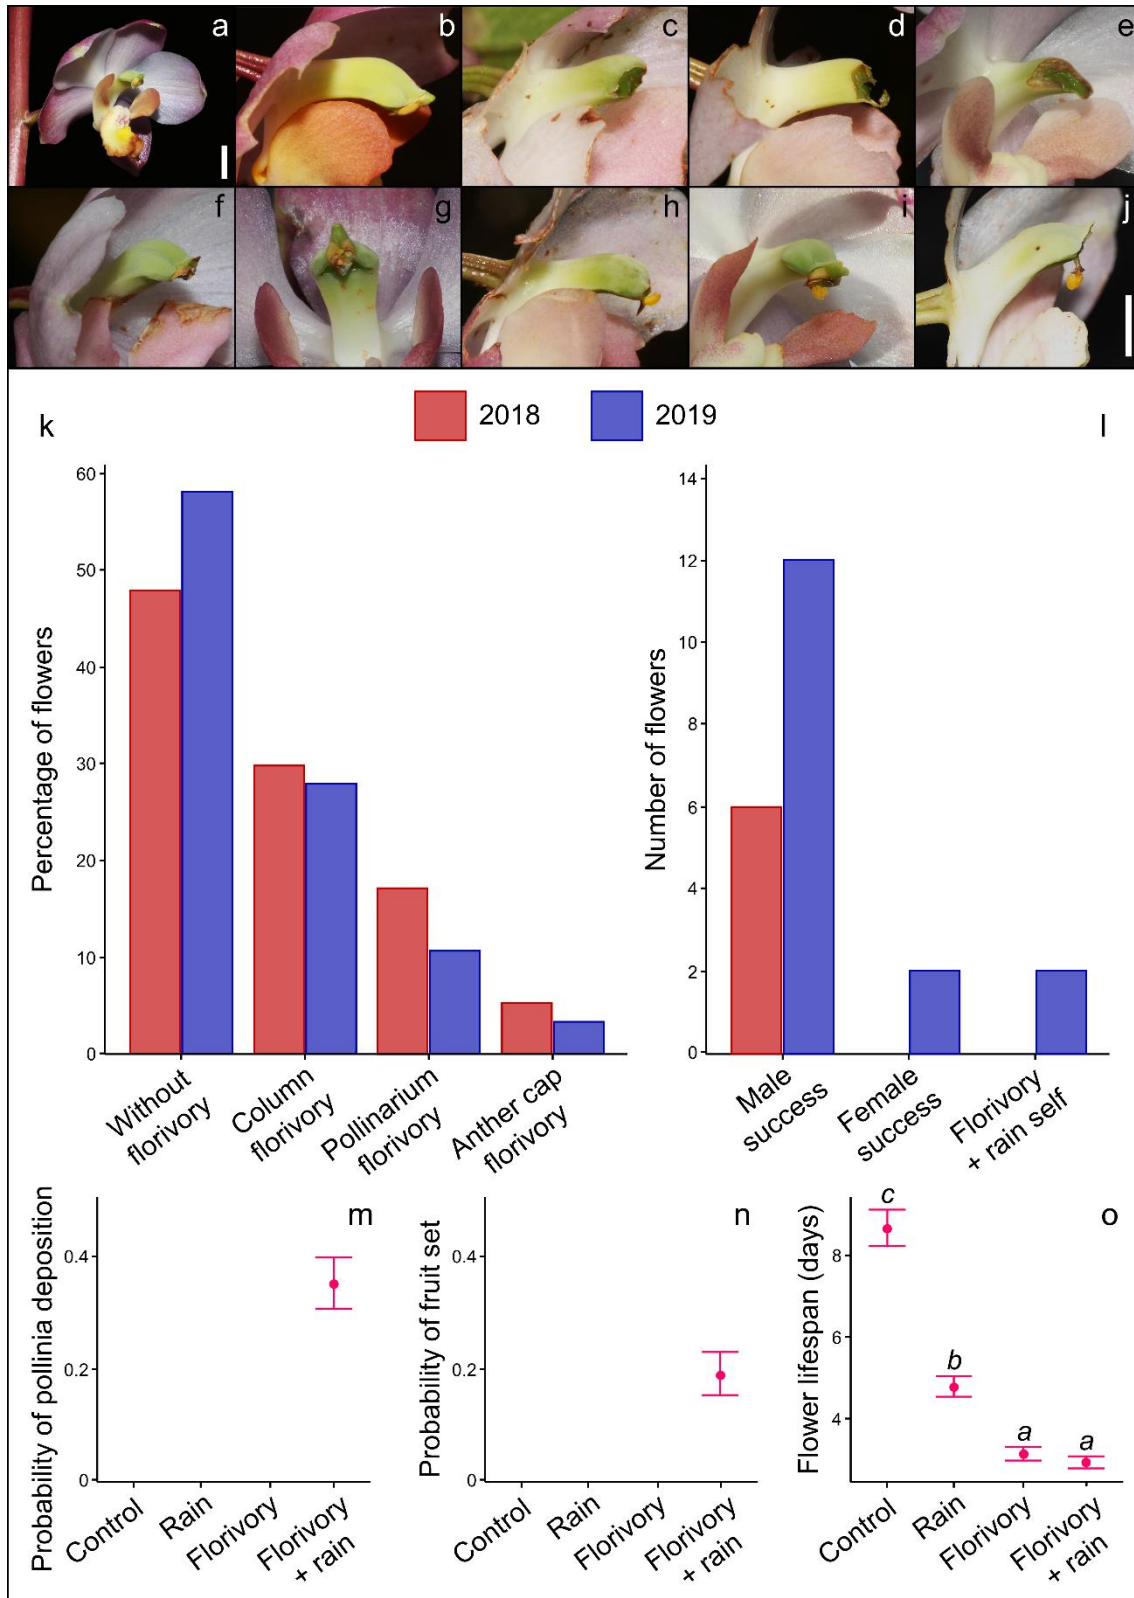 a
b
c
d
e
f
g
h
i
j
k
2018
2019
l
Percentage of flowers
60
50
40
30
20
10
0
Without
florivory
Column
florivory
Pollinarium
florivory
Anther cap
florivory
Number of flowers
14
12
10
8
6
4
2
0
Male
success
Female
success
Florivory
+ rain self
m
Probability of pollinia deposition
0.4
0.2
0
Control
Rain
Florivory
Florivory
+ rain
n
Probability of fruit set
0.4
0.2
0
Control
Rain
Florivory
Florivory
+ rain
o
Flower lifespan (days)
8
6
4
c
b
a
a
Control
Rain
Florivory
Florivory
+ rain